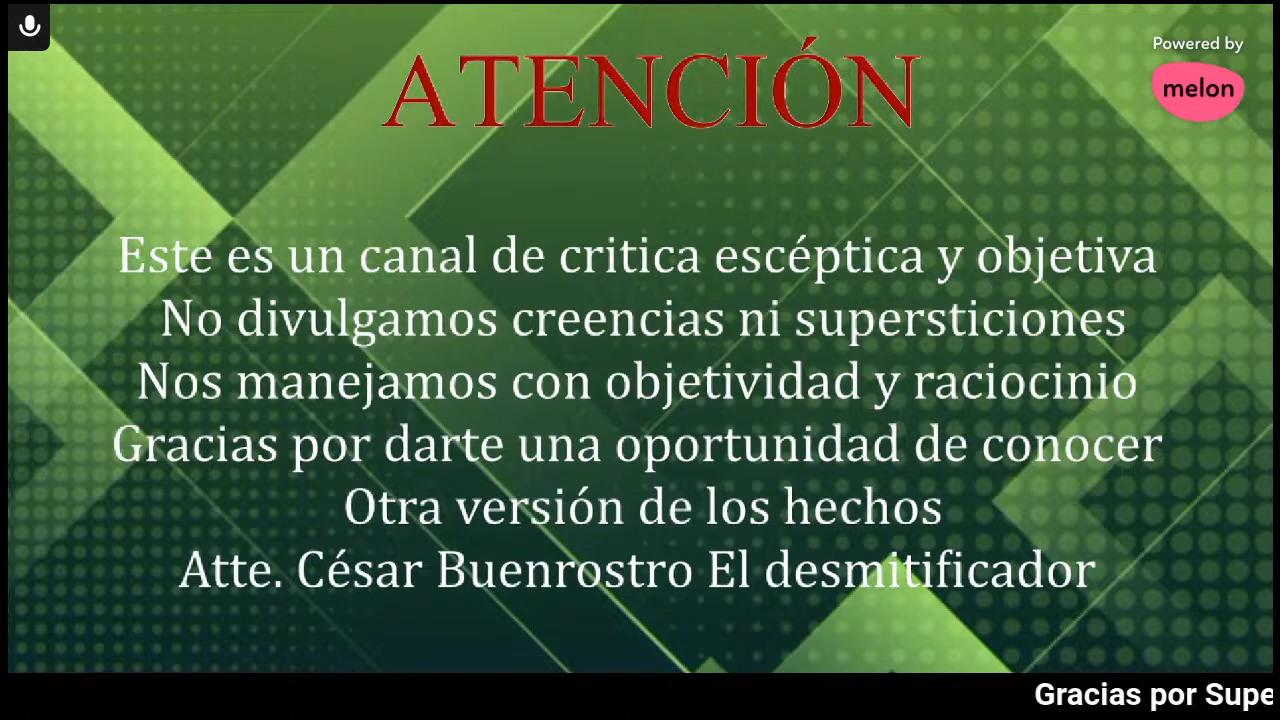 Powered by
melon
ATENCIÓN
Este es un canal de critica escéptica y objetiva
No divulgamos creencias ni supersticiones
Nos manejamos con objetividad y raciocinio
Gracias por darte una oportunidad de conocer
Otra versión de los hechos
Atte. César Buenrostro El desmitificador
Gracias por Supe